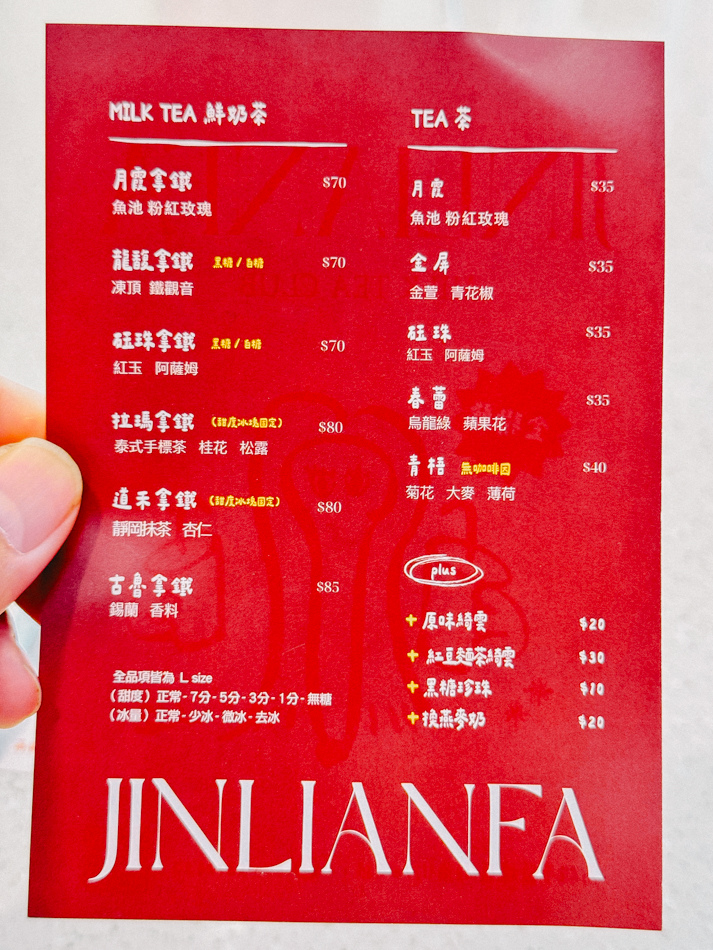 MILK TEA 鮮奶茶
月霞拿鐵 $70
魚池 粉紅玫瑰
龍馥拿鐵 黑糖 / 白糖 $70
凍頂 鐵觀音
砡珠拿鐵 黑糖 / 白糖 $70
紅玉 阿薩姆
拉瑪拿鐵 (甜度冰塊固定) $80
泰式手標茶 桂花 松露
道禾拿鐵 (甜度冰塊固定) $80
靜岡抹茶 杏仁
古魯拿鐵 $85
錫蘭 香料
全品項皆為 L size
(甜度) 正常-7分-5分-3分-1分-無糖
(冰量) 正常-少冰-微冰-去冰
TEA 茶
月霞 $35
魚池 粉紅玫瑰
金屏 $35
金萱 青花椒
砡珠 $35
紅玉 阿薩姆
春蕾 $35
烏龍綠 蘋果花
青梧 無咖啡因 $40
菊花 大麥 薄荷
plus
+ 原味綺雲 $20
+ 紅豆麵茶綺雲 $30
+ 黑糖珍珠 $10
+ 換燕麥奶 $20
JINLIANFA